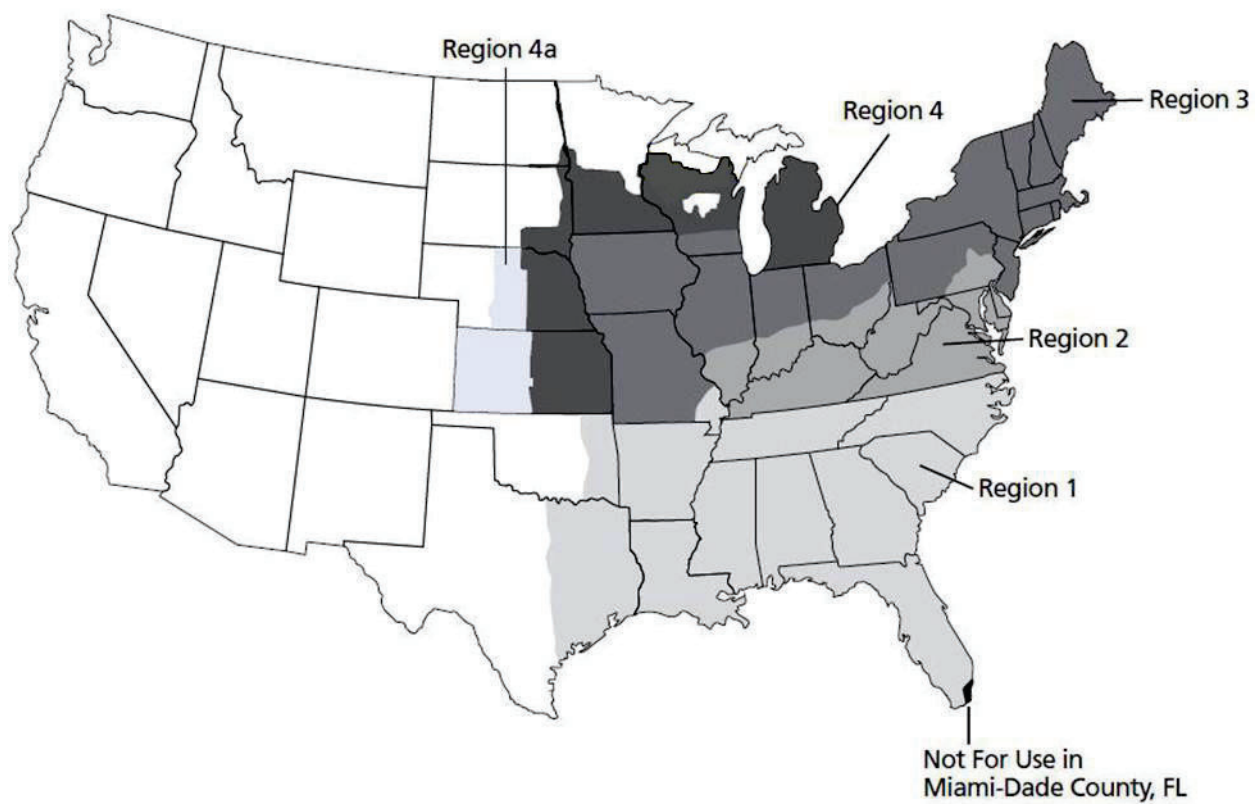 Region 4a
Region 4
Region 3
Region 2
Region 1
Not For Use in
Miami-Dade County, FL